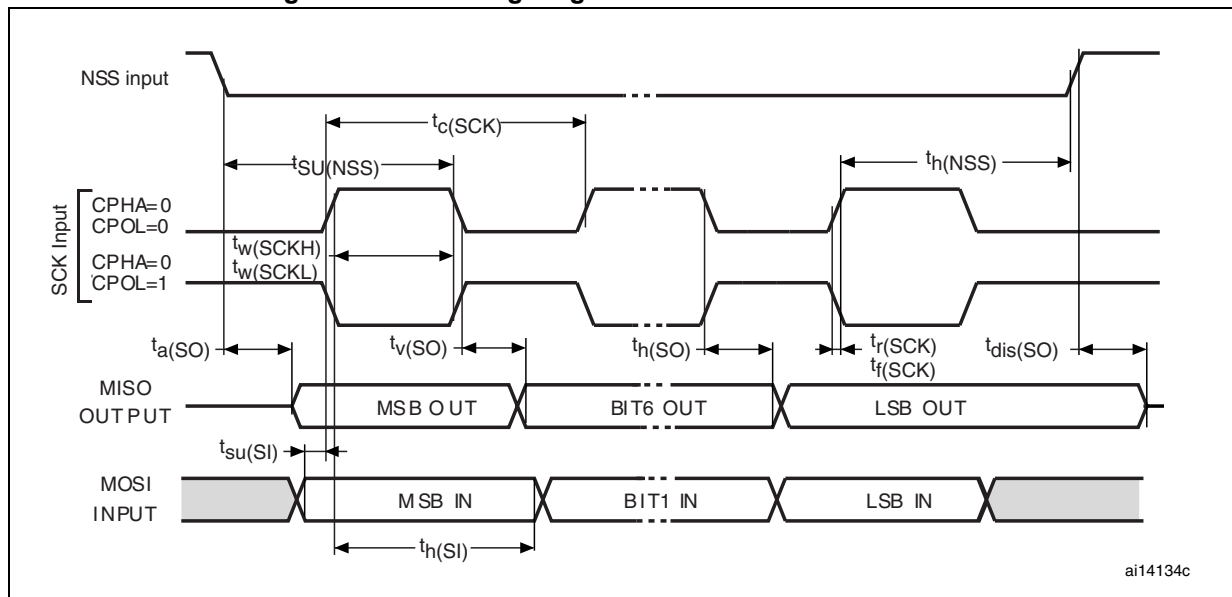 NSS input
tc(SCK)
tSU(NSS)
th(NSS)
SCK Input
CPHA=0
CPOL=0
tw(SCKH)
CPHA=0
tw(SCKL)
CPOL=1
ta(SO)
tv(SO)
th(SO)
tr(SCK)
tf(SCK)
tdis(SO)
MISO
OUTPUT
MSB OUT
BIT6 OUT
LSB OUT
tsu(SI)
MOSI
INPUT
MSB IN
BIT1 IN
LSB IN
th(SI)
ai14134c